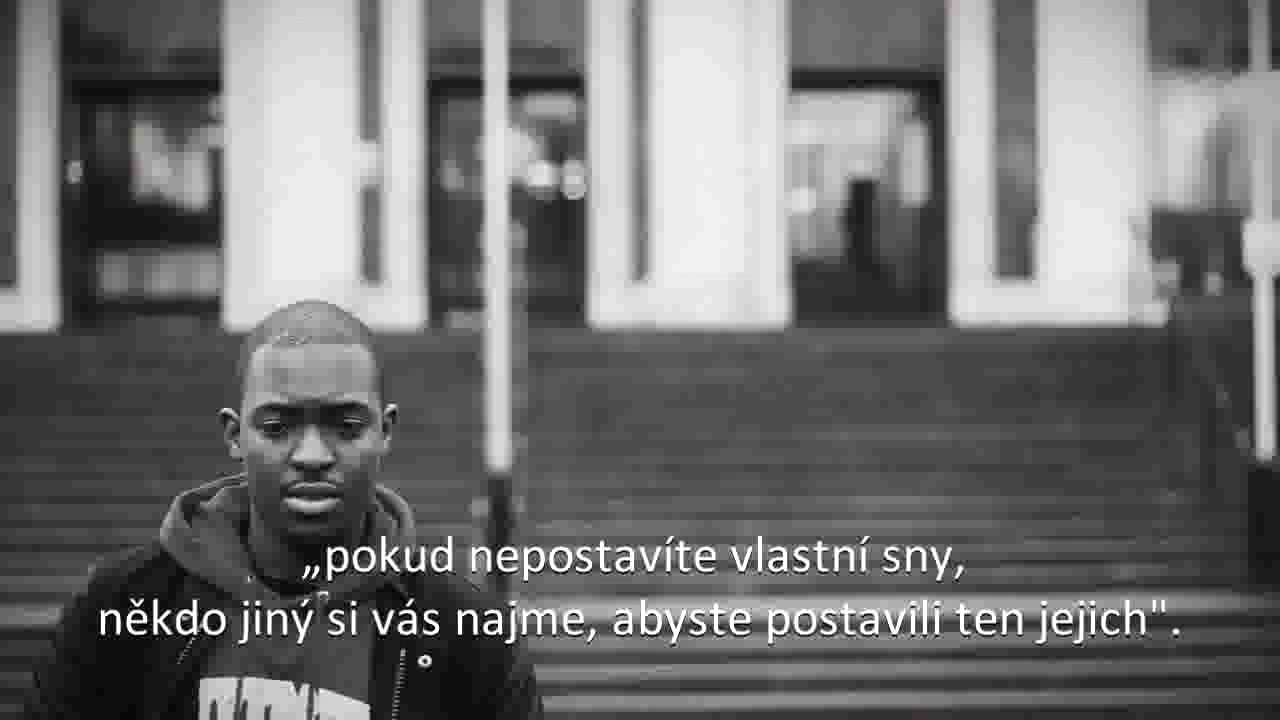 „pokud nepostavíte vlastní sny,
někdo jiný si vás najme, abyste postavili ten jejich".